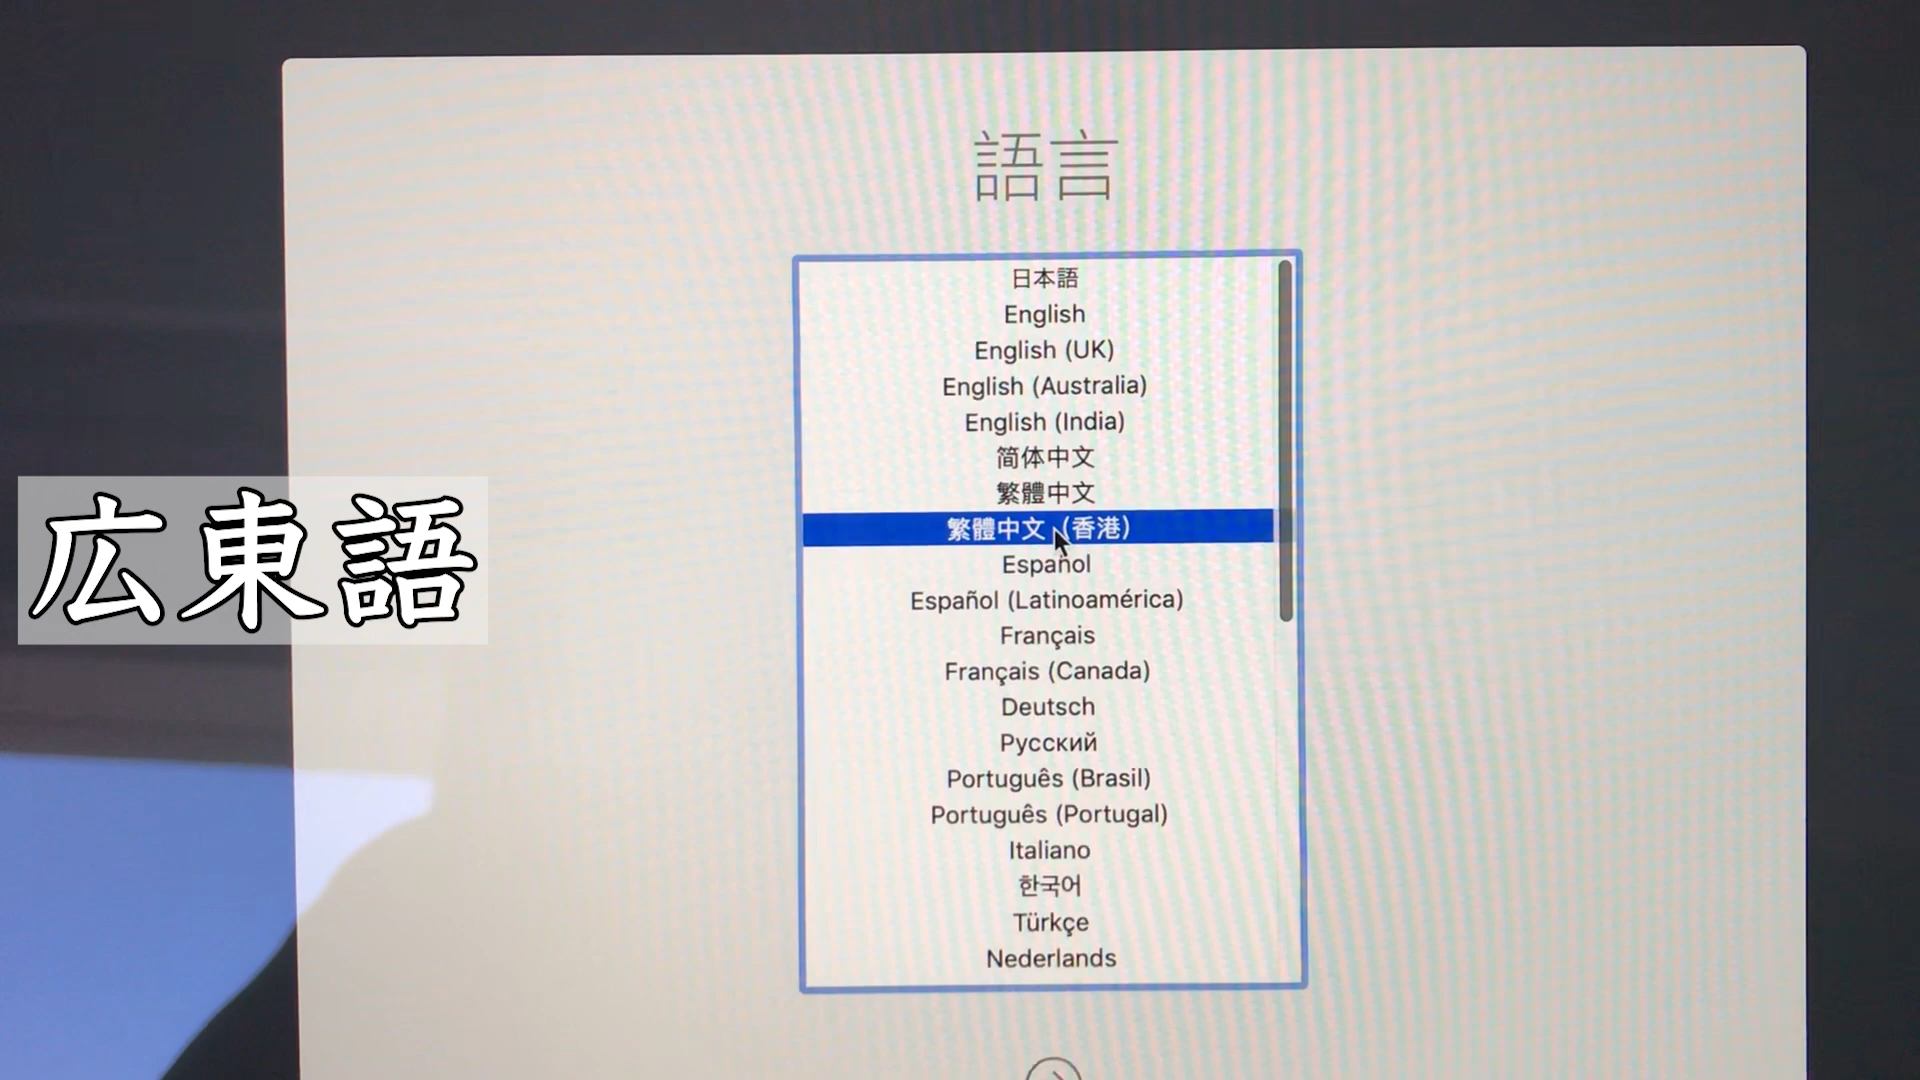 語言
日本語
English
English (UK)
English (Australia)
English (India)
简体中文
繁體中文
繁體中文 (香港)
Español
Español (Latinoamérica)
Français
Français (Canada)
Deutsch
Русский
Português (Brasil)
Português (Portugal)
Italiano
한국어
Türkçe
Nederlands
広東語